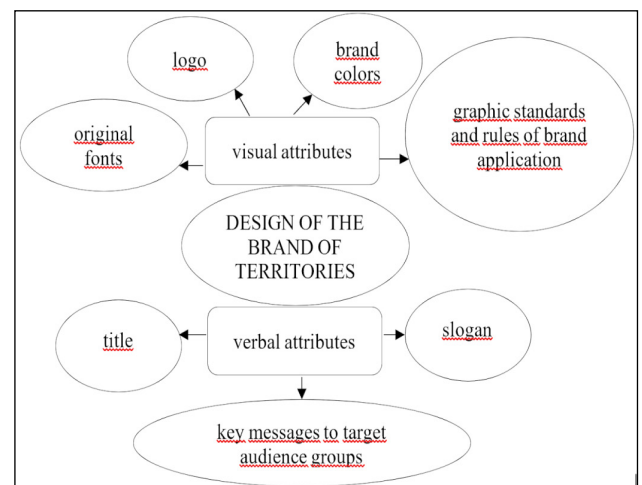 logo
brand
colors
original
fonts
visual attributes
graphic standards
and rules of brand
application
DESIGN OF THE
BRAND OF
TERRITORIES
title
verbal attributes
slogan
key messages to target
audience groups